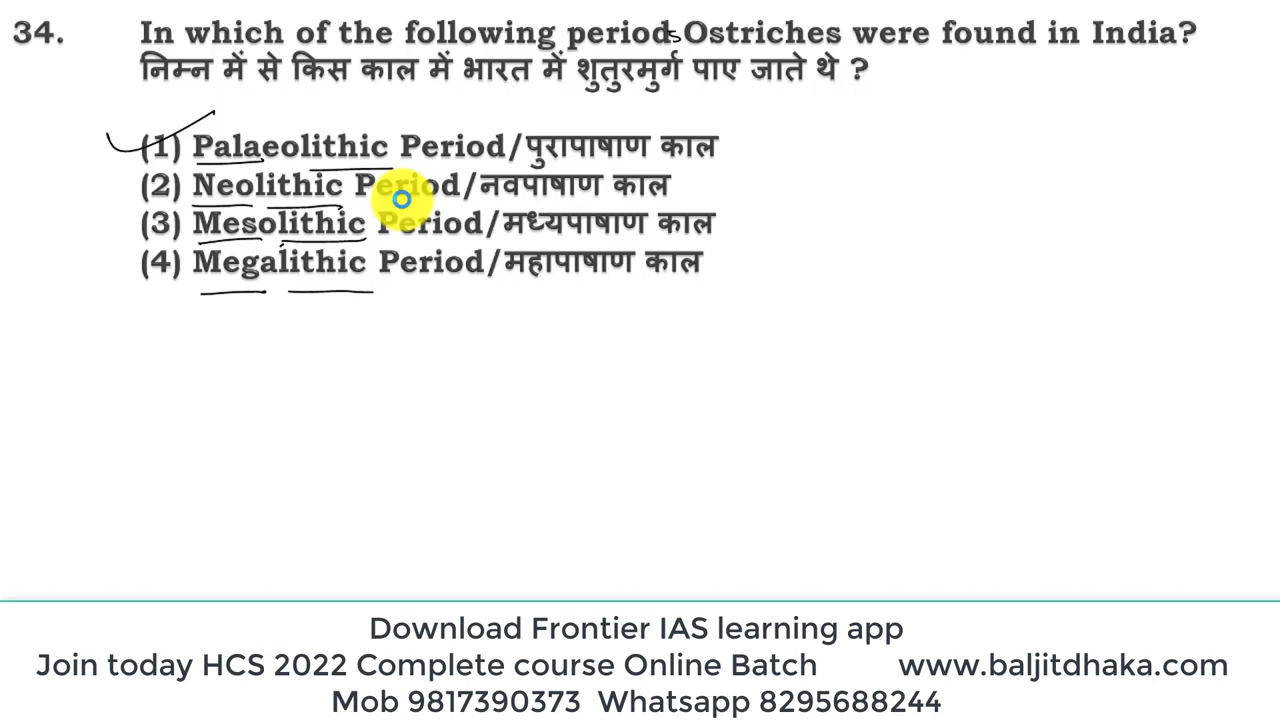 34. In which of the following periods Ostriches were found in India?
निम्न में से किस काल में भारत में शुतुरमुर्ग पाए जाते थे ?
(1) Palaeolithic Period/पुरापाषाण काल
(2) Neolithic Period/नवपाषाण काल
(3) Mesolithic Period/मध्यपाषाण काल
(4) Megalithic Period/महापाषाण काल
Download Frontier IAS learning app
Join today HCS 2022 Complete course Online Batch www.baljitdhaka.com
Mob 9817390373 Whatsapp 8295688244